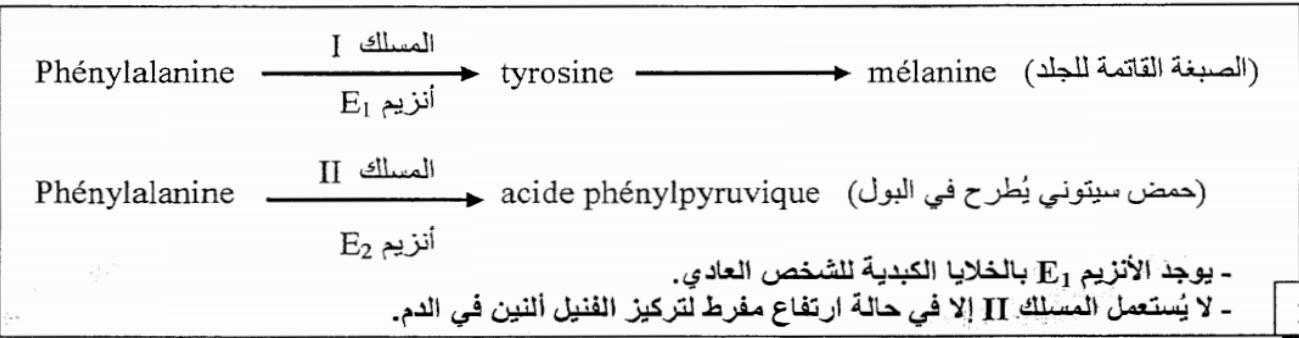 المسلك I
Phénylalanine → tyrosine → mélanine (الصبغة القاتمة للجلد)
أنزيم E₁
المسلك II
Phénylalanine → acide phénylpyruvique (حمض سيتوني يُطرح في البول)
أنزيم E₂
- يوجد الأنزيم E₁ بالخلايا الكبدية للشخص العادي.
- لا يُستعمل المسلك II إلا في حالة ارتفاع مفرط لتركيز الفنيل ألنين في الدم.